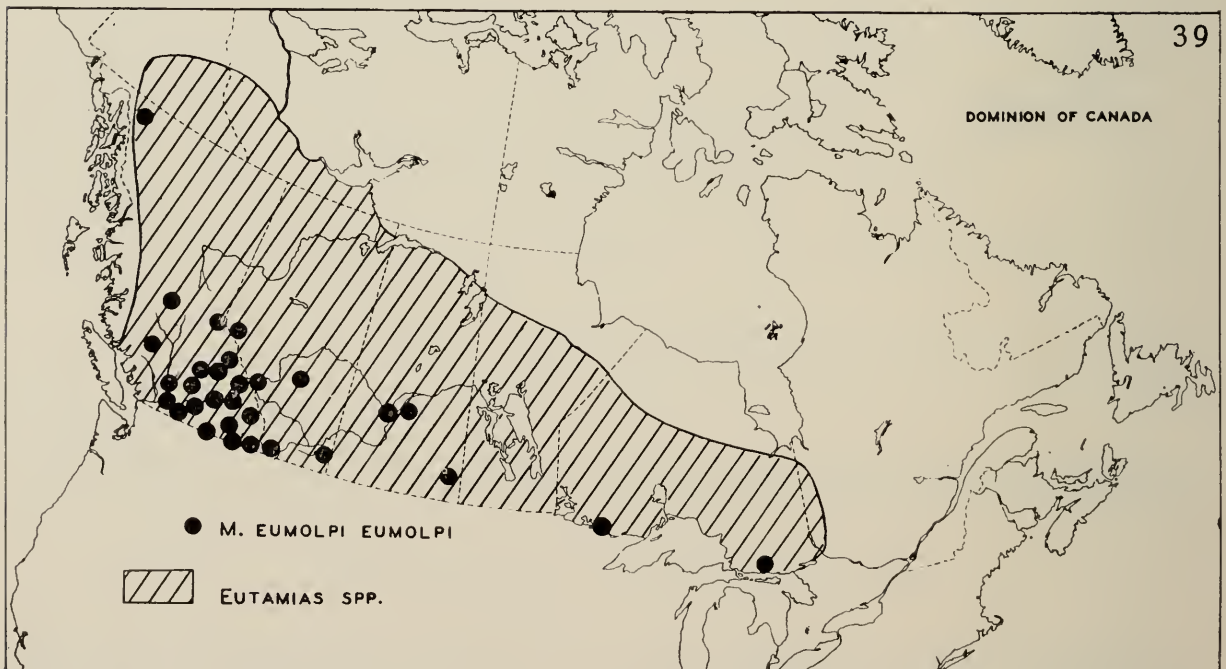 39
DOMINION OF CANADA
M. EUMOLPI EUMOLPI
EUTAMIAS SPP.